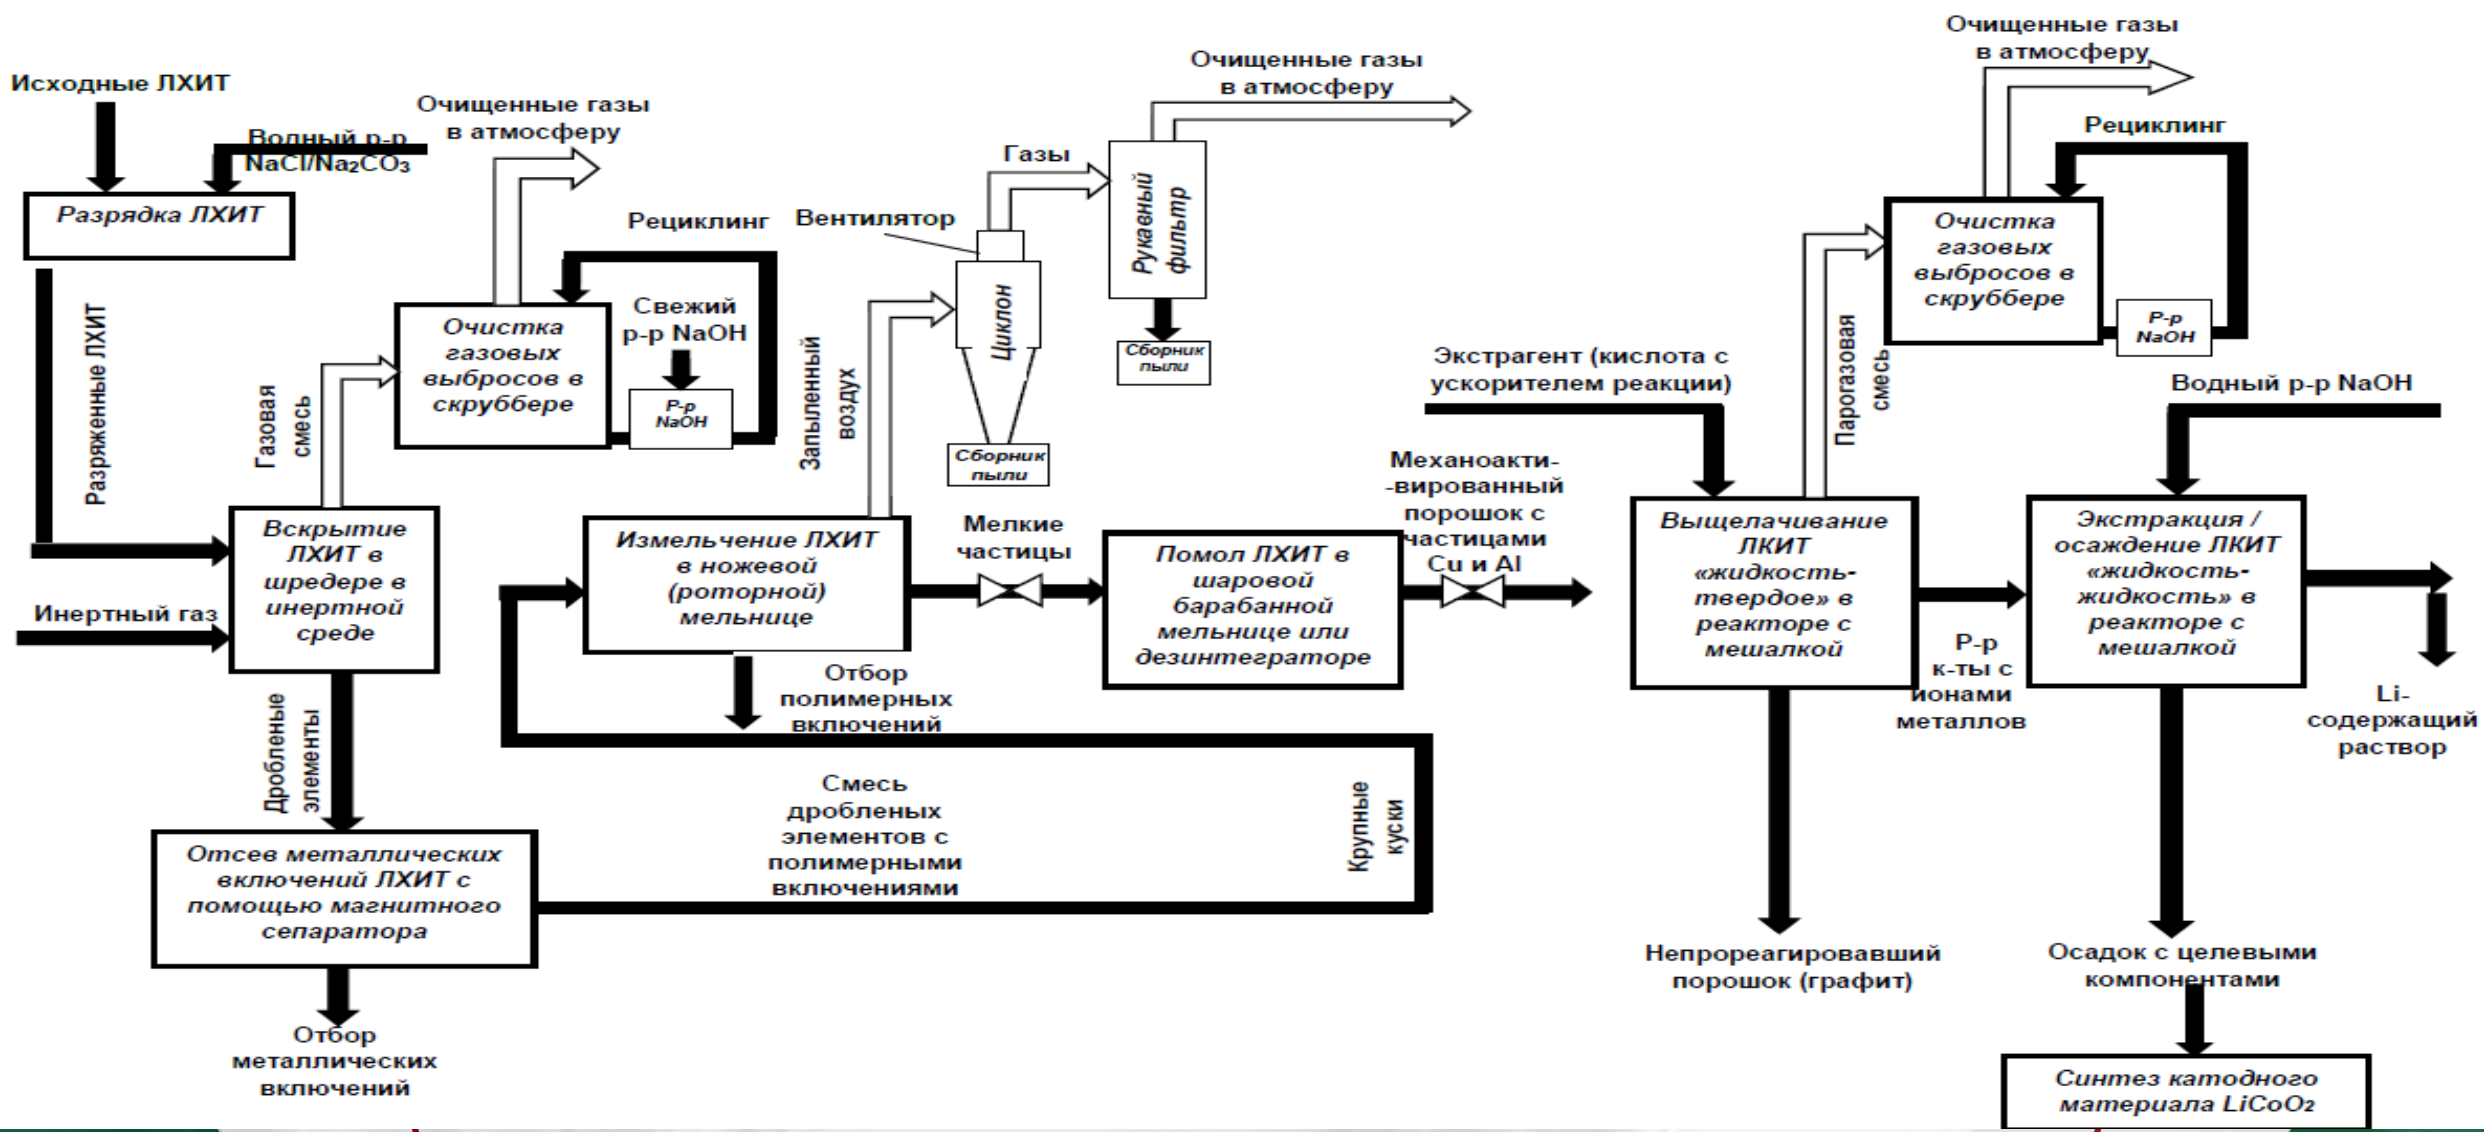 Исходные ЛХИТ
Водный р-р
NaCl/Na₂CO₃
Разрядка ЛХИТ
Разряженные ЛХИТ
Инертный газ
Вскрытие
ЛХИТ в
шредере в
инертной
среде
Газовая
смесь
Очищенные газы
в атмосферу
Очистка
газовых
выбросов в
скруббере
Рециклинг
Свежий
р-р NaOH
Р-р
NaOH
Дробленые
элементы
Отсев металлических
включений ЛХИТ с
помощью магнитного
сепаратора
Отбор
металлических
включений
Смесь
дробленых
элементов с
полимерными
включениями
Крупные
куски
Измельчение ЛХИТ
в ножевой
(роторной)
мельнице
Отбор
полимерных
включений
Запыленный
воздух
Вентилятор
Циклон
Сборник
пыли
Газы
Рукавный
фильтр
Сборник
пыли
Очищенные газы
в атмосферу
Мелкие
частицы
Помол ЛХИТ в
шаровой
барабанной
мельнице или
дезинтеграторе
Механоакти-
-вированный
порошок с
частицами
Cu и Al
Экстрагент (кислота с
ускорителем реакции)
Выщелачивание
ЛКИТ
«жидкость-
твердое» в
реакторе с
мешалкой
Парогазовая
смесь
Очищенные газы
в атмосферу
Рециклинг
Очистка
газовых
выбросов в
скруббере
Р-р
NaOH
Непрореагировавший
порошок (графит)
Р-р
к-ты с
ионами
металлов
Водный р-р NaOH
Экстракция /
осаждение ЛКИТ
«жидкость-
жидкость» в
реакторе с
мешалкой
Li-
содержащий
раствор
Осадок с целевыми
компонентами
Синтез катодного
материала LiCoO₂